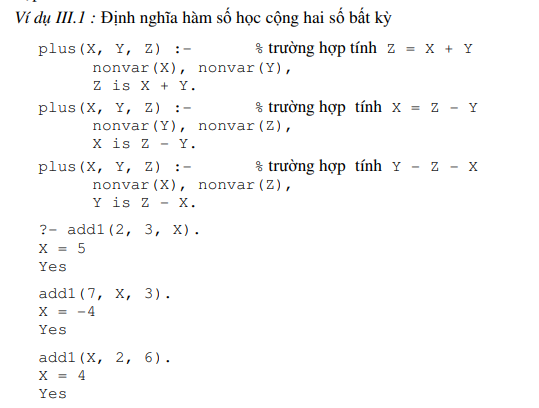 Ví dụ III.1 : Định nghĩa hàm số học cộng hai số bất kỳ
plus(X, Y, Z) :- % trường hợp tính Z = X + Y
nonvar(X), nonvar(Y),
Z is X + Y.
plus(X, Y, Z) :- % trường hợp tính X = Z - Y
nonvar(Y), nonvar(Z),
X is Z - Y.
plus(X, Y, Z) :- % trường hợp tính Y - Z - X
nonvar(X), nonvar(Z),
Y is Z - X.
?- add1(2, 3, X).
X = 5
Yes
add1(7, X, 3).
X = -4
Yes
add1(X, 2, 6).
X = 4
Yes